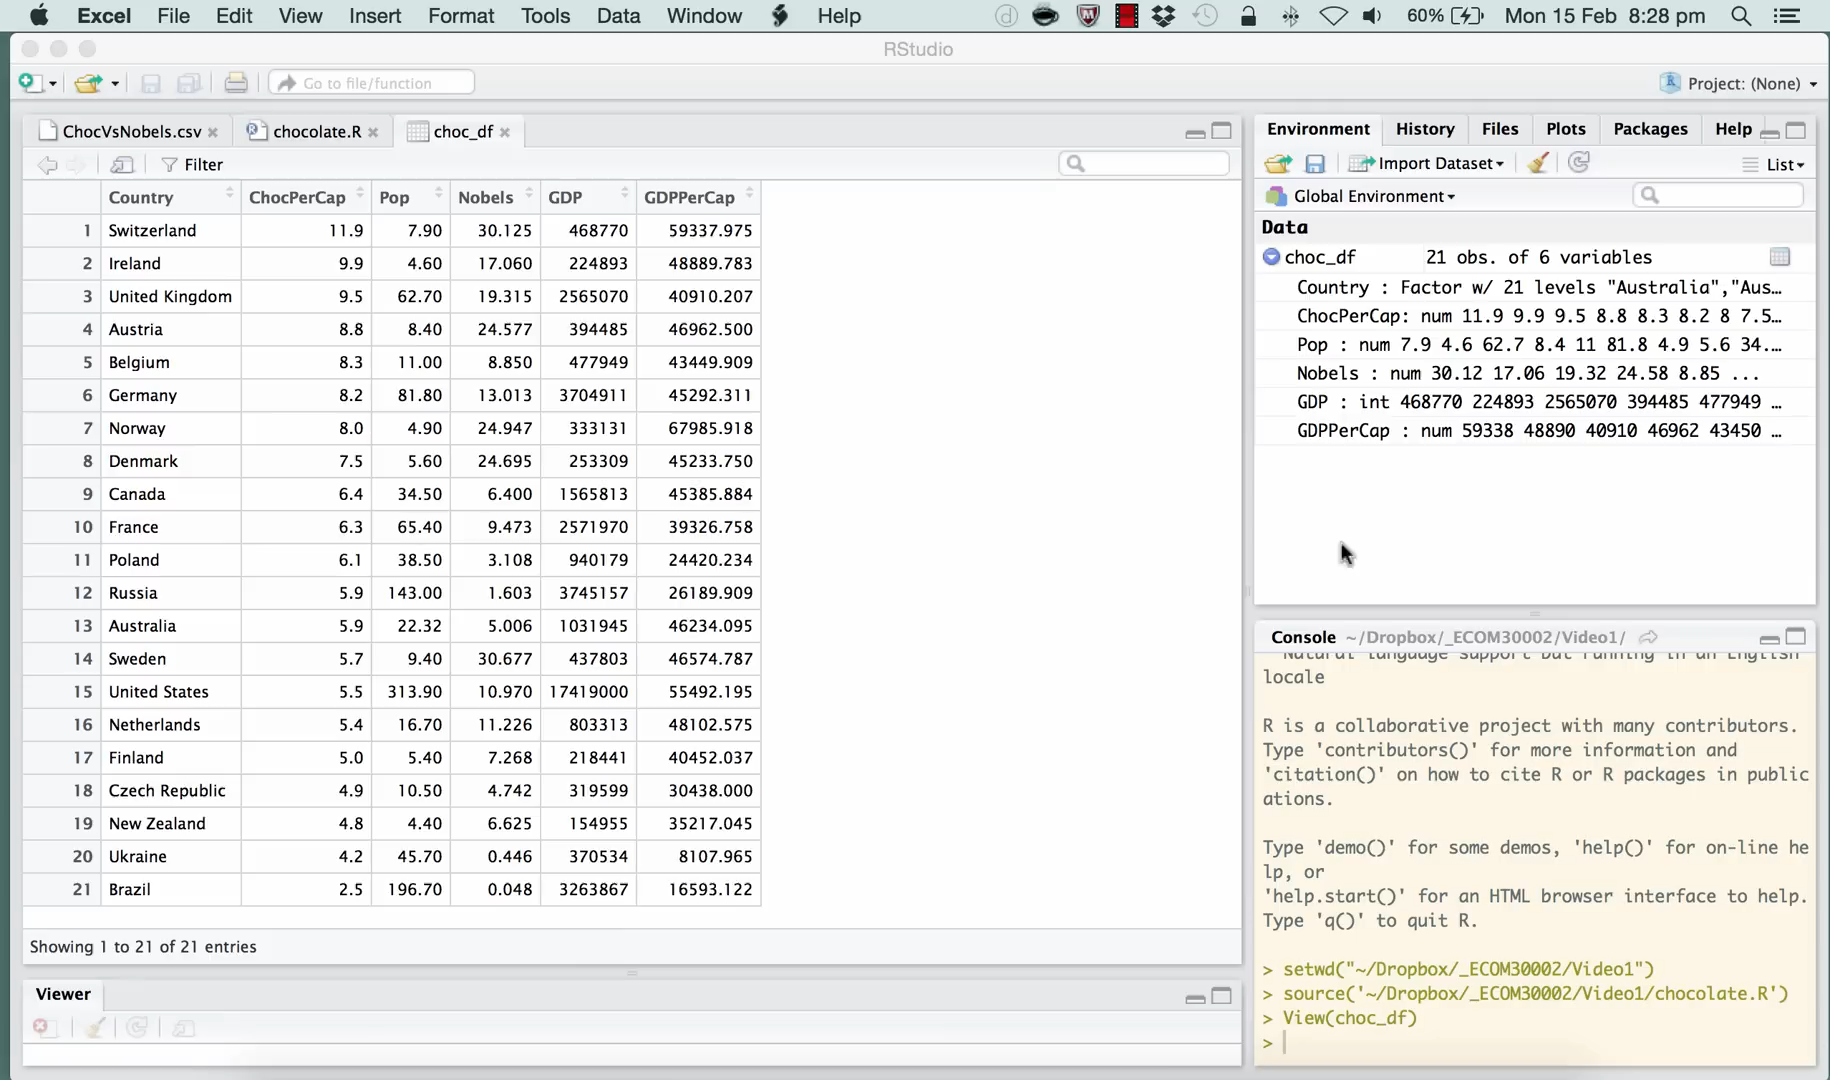 Excel File Edit View Insert Format Tools Data Window Help 60% Mon 15 Feb 8:28 pm
RStudio
Go to file/function Project: (None)
ChocVsNobels.csv chocolate.R choc_df
Filter
Country ChocPerCap Pop Nobels GDP GDPPerCap
1 Switzerland 11.9 7.90 30.125 468770 59337.975
2 Ireland 9.9 4.60 17.060 224893 48889.783
3 United Kingdom 9.5 62.70 19.315 2565070 40910.207
4 Austria 8.8 8.40 24.577 394485 46962.500
5 Belgium 8.3 11.00 8.850 477949 43449.909
6 Germany 8.2 81.80 13.013 3704911 45292.311
7 Norway 8.0 4.90 24.947 333131 67985.918
8 Denmark 7.5 5.60 24.695 253309 45233.750
9 Canada 6.4 34.50 6.400 1565813 45385.884
10 France 6.3 65.40 9.473 2571970 39326.758
11 Poland 6.1 38.50 3.108 940179 24420.234
12 Russia 5.9 143.00 1.603 3745157 26189.909
13 Australia 5.9 22.32 5.006 1031945 46234.095
14 Sweden 5.7 9.40 30.677 437803 46574.787
15 United States 5.5 313.90 10.970 17419000 55492.195
16 Netherlands 5.4 16.70 11.226 803313 48102.575
17 Finland 5.0 5.40 7.268 218441 40452.037
18 Czech Republic 4.9 10.50 4.742 319599 30438.000
19 New Zealand 4.8 4.40 6.625 154955 35217.045
20 Ukraine 4.2 45.70 0.446 370534 8107.965
21 Brazil 2.5 196.70 0.048 3263867 16593.122
Showing 1 to 21 of 21 entries
Viewer
Environment History Files Plots Packages Help
Import Dataset List
Global Environment
Data
choc_df 21 obs. of 6 variables
Country : Factor w/ 21 levels "Australia","Aus…
ChocPerCap: num 11.9 9.9 9.5 8.8 8.3 8.2 8 7.5…
Pop : num 7.9 4.6 62.7 8.4 11 81.8 4.9 5.6 34.…
Nobels : num 30.12 17.06 19.32 24.58 8.85 ...
GDP : int 468770 224893 2565070 394485 477949 …
GDPPerCap : num 59338 48890 40910 46962 43450 …
Console ~/Dropbox/_ECOM30002/Video1/
Natural language support but running in an English
locale
R is a collaborative project with many contributors.
Type 'contributors()' for more information and
'citation()' on how to cite R or R packages in public
ations.
Type 'demo()' for some demos, 'help()' for on-line he
lp, or
'help.start()' for an HTML browser interface to help.
Type 'q()' to quit R.
> setwd("~/Dropbox/_ECOM30002/Video1")
> source('~/Dropbox/_ECOM30002/Video1/chocolate.R')
> View(choc_df)
>